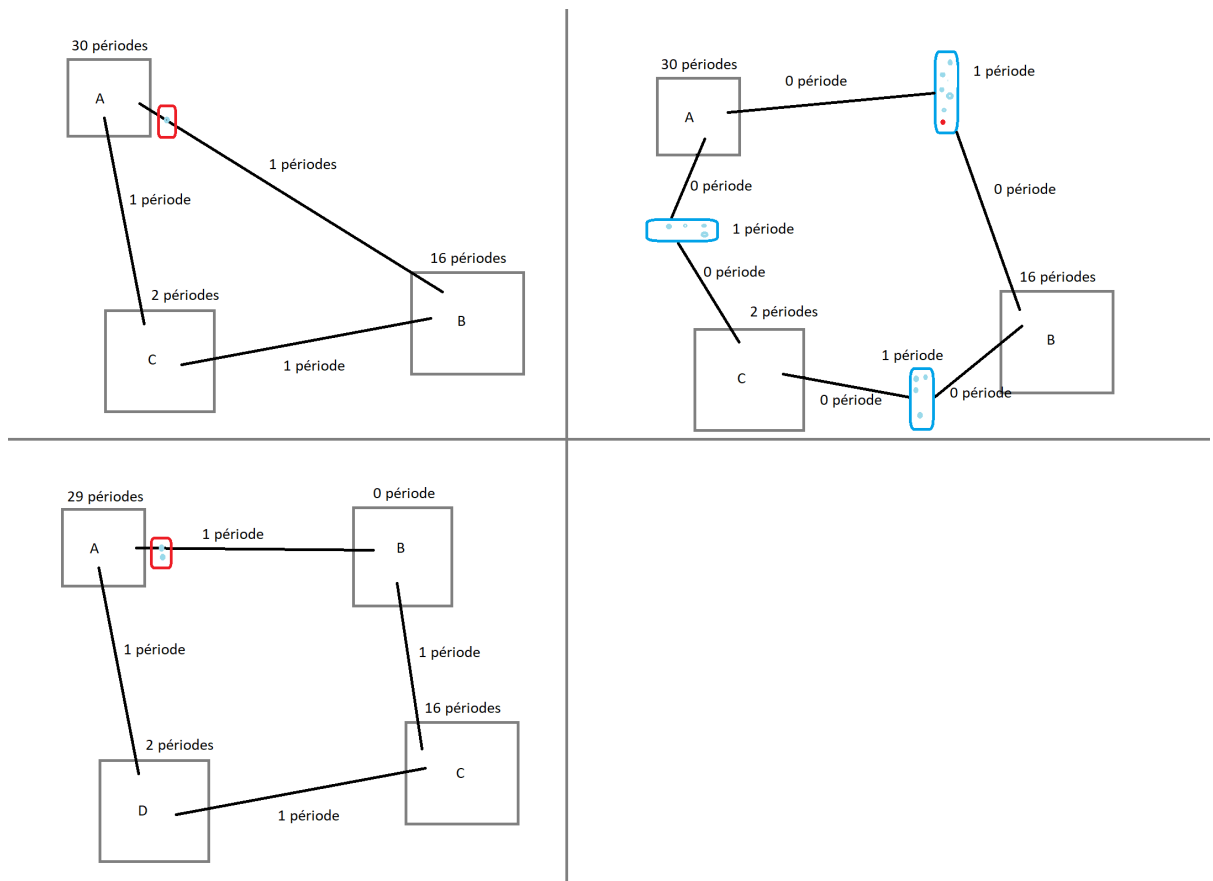 30 périodes
A
1 périodes
1 période
16 périodes
2 périodes
B
C
1 période
30 périodes
0 période
1 période
A
0 période
0 période
1 période
0 période
16 périodes
2 périodes
B
1 période
C
0 période
0 période
29 périodes
0 période
1 période
A
B
1 période
1 période
16 périodes
2 périodes
C
D
1 période